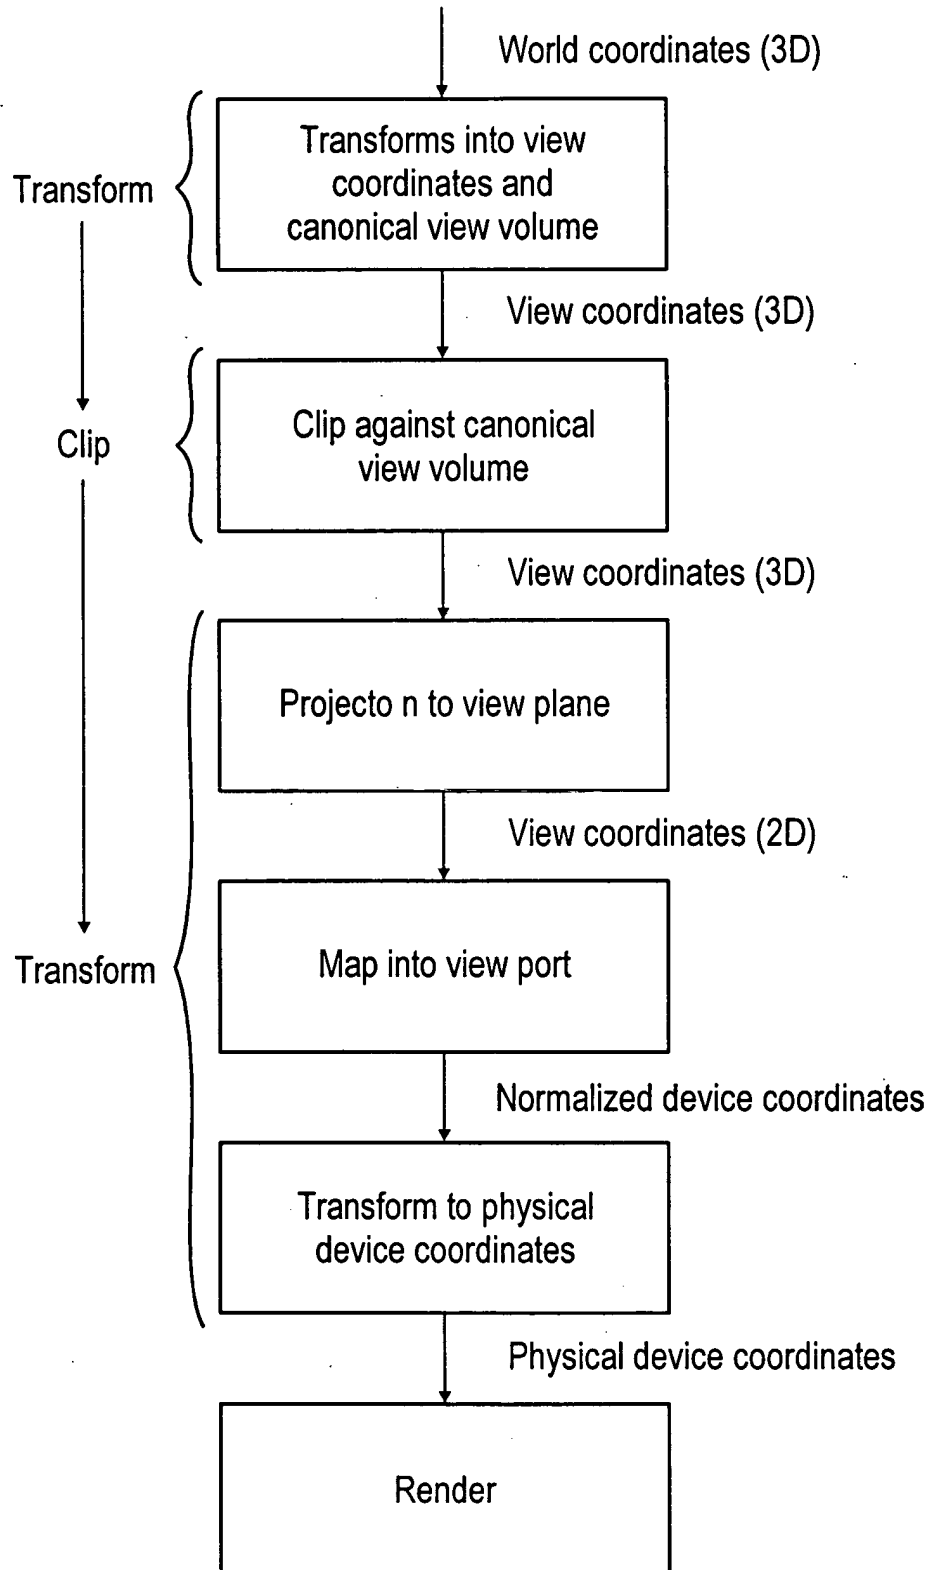 World coordinates (3D)
Transforms into view
coordinates and
canonical view volume
Transform
View coordinates (3D)
Clip against canonical
view volume
Clip
View coordinates (3D)
Projecto n to view plane
View coordinates (2D)
Map into view port
Transform
Normalized device coordinates
Transform to physical
device coordinates
Physical device coordinates
Render